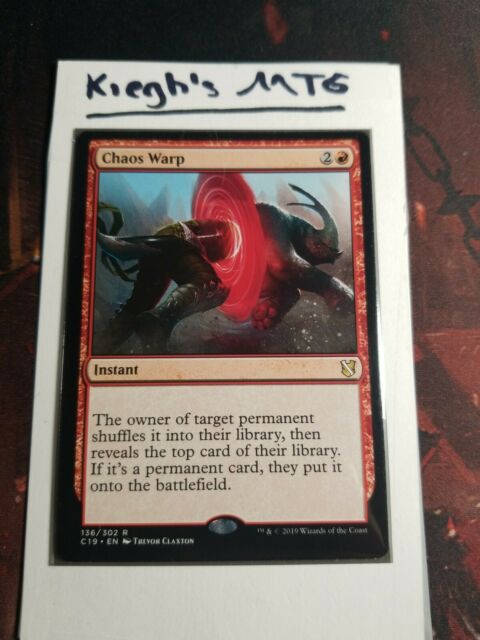 Kiegh's MTG
Chaos Warp 2
Instant
The owner of target permanent
shuffles it into their library, then
reveals the top card of their library.
If it's a permanent card, they put it
onto the battlefield.
136/302 R
™ & © 2019 Wizards of the Coast
C19 • EN Trevor Claxton